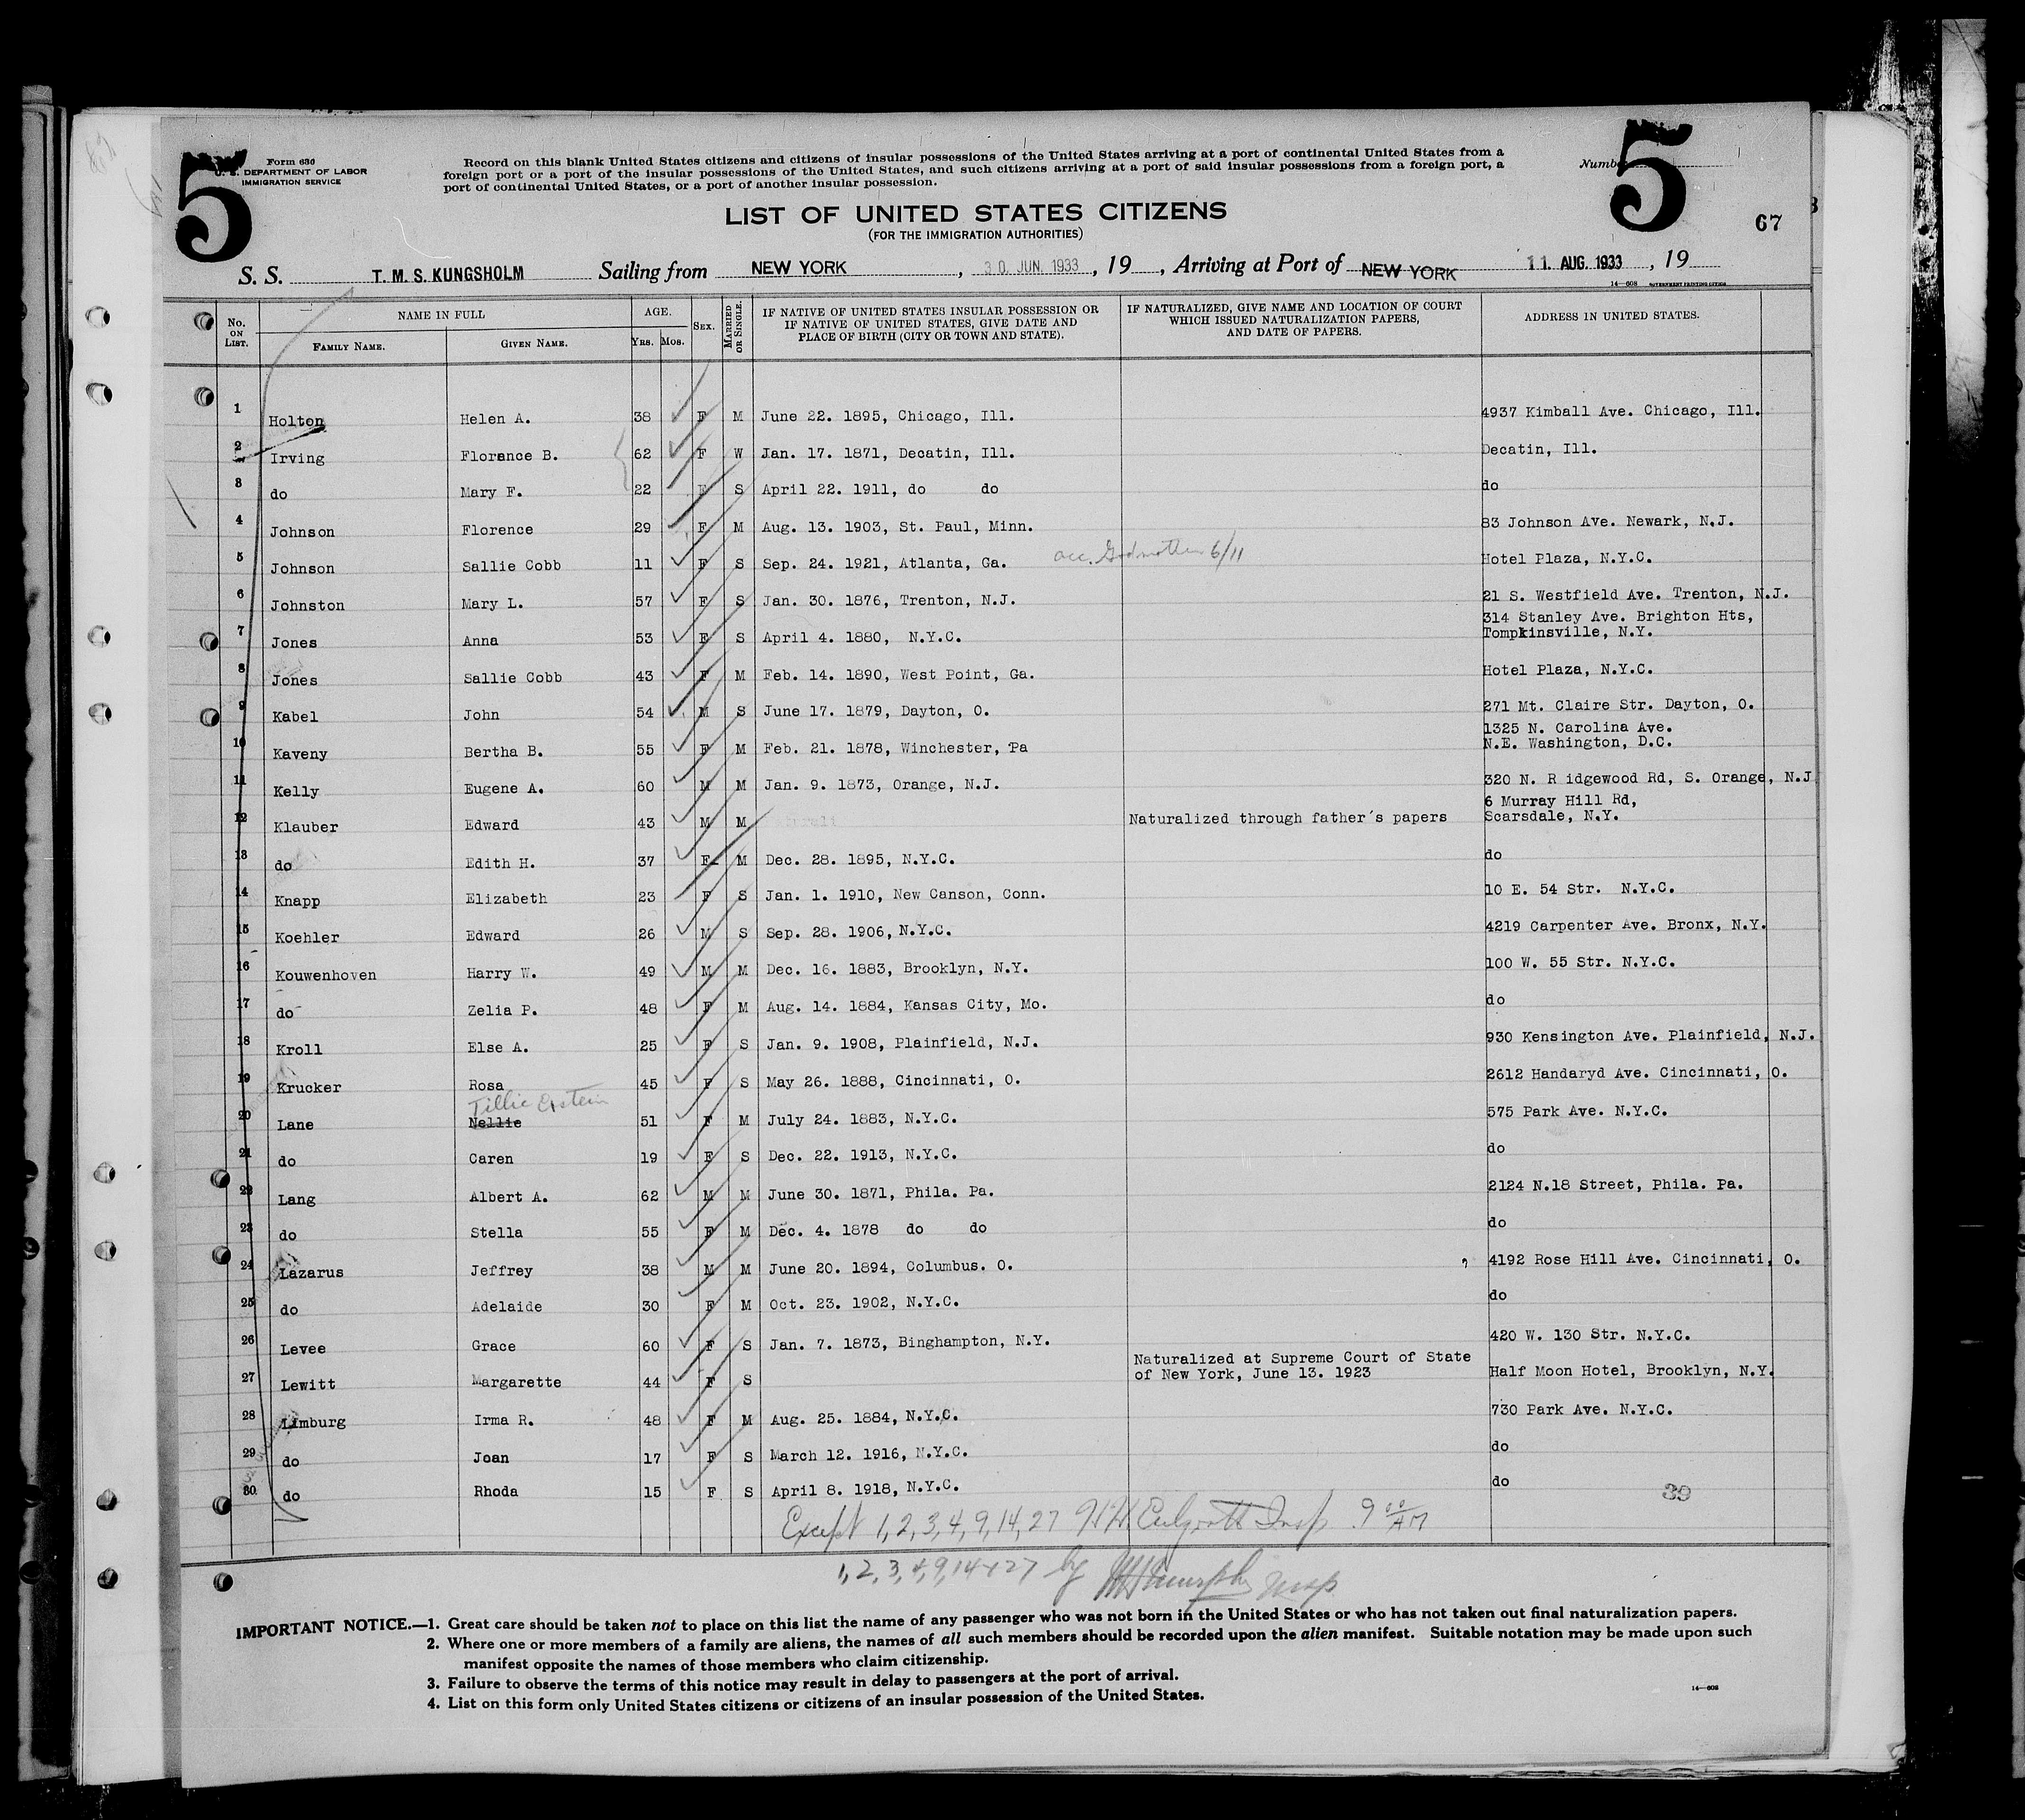 5
Form 630
U. S. DEPARTMENT OF LABOR
IMMIGRATION SERVICE
Record on this blank United States citizens and citizens of insular possessions of the United States arriving at a port of continental United States from a
foreign port or a port of the insular possessions of the United States, and such citizens arriving at a port of said insular possessions from a foreign port, a
port of continental United States, or a port of another insular possession.
Number
5
67
LIST OF UNITED STATES CITIZENS
(FOR THE IMMIGRATION AUTHORITIES)
S. S. T. M. S. KUNGSHOLM Sailing from NEW YORK, 30 JUN. 1933, 19 , Arriving at Port of NEW YORK 11. AUG. 1933, 19
14—608 GOVERNMENT PRINTING OFFICE
No. ON LIST. NAME IN FULL FAMILY NAME. GIVEN NAME. AGE. YRS. MOS. SEX. MARRIED OR SINGLE. IF NATIVE OF UNITED STATES INSULAR POSSESSION OR IF NATIVE OF UNITED STATES, GIVE DATE AND PLACE OF BIRTH (CITY OR TOWN AND STATE). IF NATURALIZED, GIVE NAME AND LOCATION OF COURT WHICH ISSUED NATURALIZATION PAPERS, AND DATE OF PAPERS. ADDRESS IN UNITED STATES.
1 Holton Helen A. 38 F M June 22. 1895, Chicago, Ill. 4937 Kimball Ave. Chicago, Ill.
2 Irving Florence B. 62 F W Jan. 17. 1871, Decatin, Ill. Decatin, Ill.
3 do Mary F. 22 F S April 22. 1911, do do do
4 Johnson Florence 29 F M Aug. 13. 1903, St. Paul, Minn. 83 Johnson Ave. Newark, N.J.
5 Johnson Sallie Cobb 11 F S Sep. 24. 1921, Atlanta, Ga. acc. Godmother 6/11 Hotel Plaza, N.Y.C.
6 Johnston Mary L. 57 F S Jan. 30. 1876, Trenton, N.J. 21 S. Westfield Ave. Trenton, N.J.
7 Jones Anna 53 F S April 4. 1880, N.Y.C. 314 Stanley Ave. Brighton Hts,
Tompkinsville, N.Y.
8 Jones Sallie Cobb 43 F M Feb. 14. 1890, West Point, Ga. Hotel Plaza, N.Y.C.
9 Kabel John 54 M S June 17. 1879, Dayton, O. 271 Mt. Claire Str. Dayton, O.
10 Kaveny Bertha B. 55 F M Feb. 21. 1878, Winchester, Pa 1325 N. Carolina Ave.
N.E. Washington, D.C.
11 Kelly Eugene A. 60 M M Jan. 9. 1873, Orange, N.J. 320 N. R idgewood Rd, S. Orange, N.J
12 Klauber Edward 43 M M Naturalized through father's papers 6 Murray Hill Rd,
Scarsdale, N.Y.
13 do Edith H. 37 F M Dec. 28. 1895, N.Y.C. do
14 Knapp Elizabeth 23 F S Jan. 1. 1910, New Canson, Conn. 10 E. 54 Str. N.Y.C.
15 Koehler Edward 26 M S Sep. 28. 1906, N.Y.C. 4219 Carpenter Ave. Bronx, N.Y.
16 Kouwenhoven Harry W. 49 M M Dec. 16. 1883, Brooklyn, N.Y. 100 W. 55 Str. N.Y.C.
17 do Zelia P. 48 F M Aug. 14. 1884, Kansas City, Mo. do
18 Kroll Else A. 25 F S Jan. 9. 1908, Plainfield, N.J. 930 Kensington Ave. Plainfield, N.J.
19 Krucker Rosa 45 F S May 26. 1888, Cincinnati, O. 2612 Handaryd Ave. Cincinnati, O.
Tillie Epstein
20 Lane Nellie 51 F M July 24. 1883, N.Y.C. 575 Park Ave. N.Y.C.
21 do Caren 19 F S Dec. 22. 1913, N.Y.C. do
22 Lang Albert A. 62 M M June 30. 1871, Phila. Pa. 2124 N.18 Street, Phila. Pa.
23 do Stella 55 F M Dec. 4. 1878 do do do
24 Lazarus Jeffrey 38 M M June 20. 1894, Columbus. O. 4192 Rose Hill Ave. Cincinnati, O.
25 do Adelaide 30 F M Oct. 23. 1902, N.Y.C. do
26 Levee Grace 60 F S Jan. 7. 1873, Binghampton, N.Y. 420 W. 130 Str. N.Y.C.
27 Lewitt Margarette 44 F S Naturalized at Supreme Court of State
of New York, June 13. 1923 Half Moon Hotel, Brooklyn, N.Y.
28 Limburg Irma R. 48 F M Aug. 25. 1884, N.Y.C. 730 Park Ave. N.Y.C.
29 do Joan 17 F S March 12. 1916, N.Y.C. do
30 do Rhoda 15 F S April 8. 1918, N.Y.C. do
39
Except 1, 2, 3, 4, 9, 14, 27 Insp. 9 00 AM
1, 2, 3, 4, 9, 14 + 27 by Insp.
IMPORTANT NOTICE.—1. Great care should be taken not to place on this list the name of any passenger who was not born in the United States or who has not taken out final naturalization papers.
2. Where one or more members of a family are aliens, the names of all such members should be recorded upon the alien manifest. Suitable notation may be made upon such
manifest opposite the names of those members who claim citizenship.
3. Failure to observe the terms of this notice may result in delay to passengers at the port of arrival.
4. List on this form only United States citizens or citizens of an insular possession of the United States.
14—608